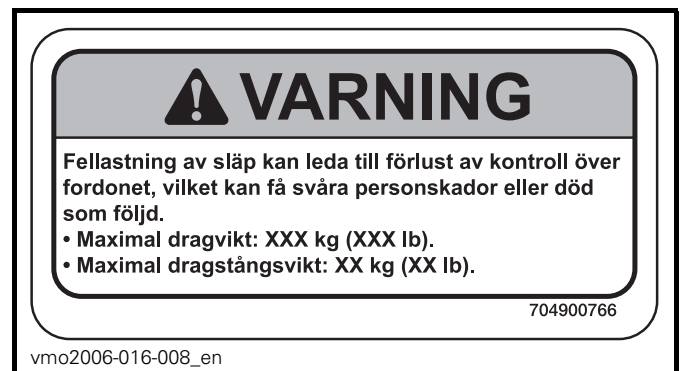 VARNING
Fellastning av släp kan leda till förlust av kontroll över
fordonet, vilket kan få svåra personskador eller död
som följd.
• Maximal dragvikt: XXX kg (XXX lb).
• Maximal dragstångsvikt: XX kg (XX lb).
704900766
vmo2006-016-008_en